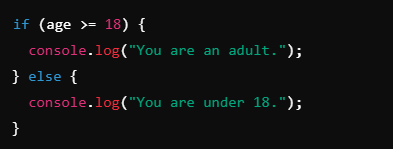 if (age >= 18) {
  console.log("You are an adult.");
} else {
  console.log("You are under 18.");
}